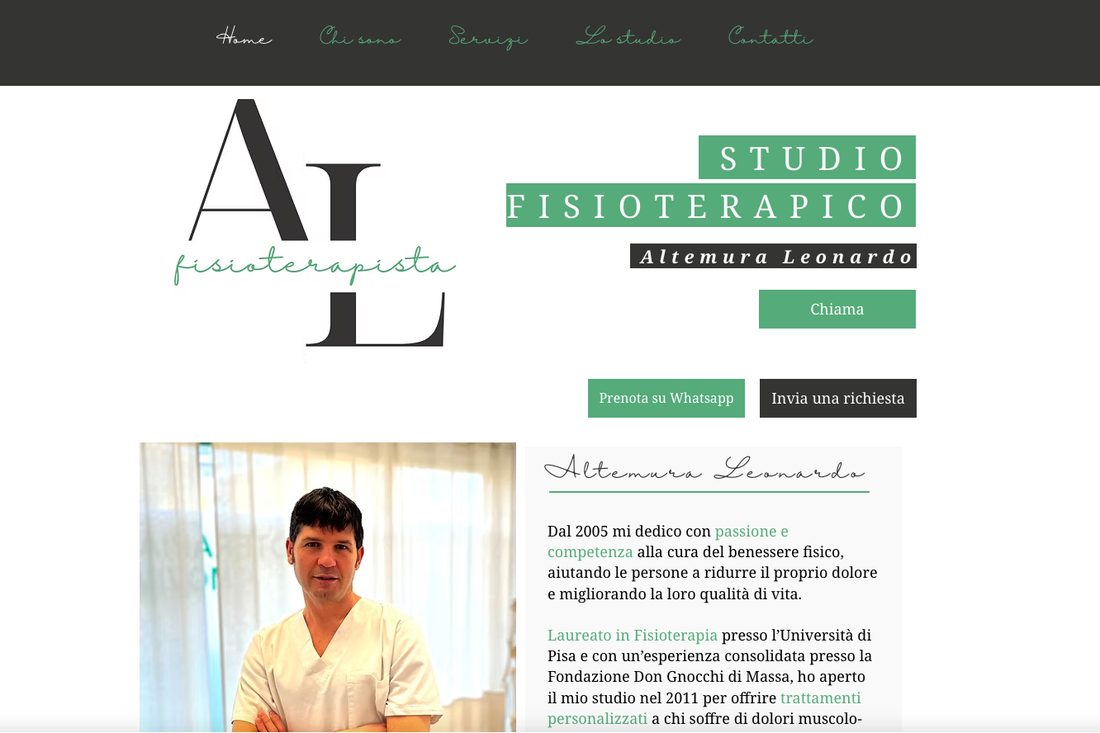 Home Chi sono Servizi Lo studio Contatti
AL
fisioterapista
STUDIO
FISIOTERAPICO
Altemura Leonardo
Chiama
Prenota su Whatsapp Invia una richiesta
Altemura Leonardo
Dal 2005 mi dedico con passione e
competenza alla cura del benessere fisico,
aiutando le persone a ridurre il proprio dolore
e migliorando la loro qualità di vita.
Laureato in Fisioterapia presso l’Università di
Pisa e con un’esperienza consolidata presso la
Fondazione Don Gnocchi di Massa, ho aperto
il mio studio nel 2011 per offrire trattamenti
personalizzati a chi soffre di dolori muscolo-